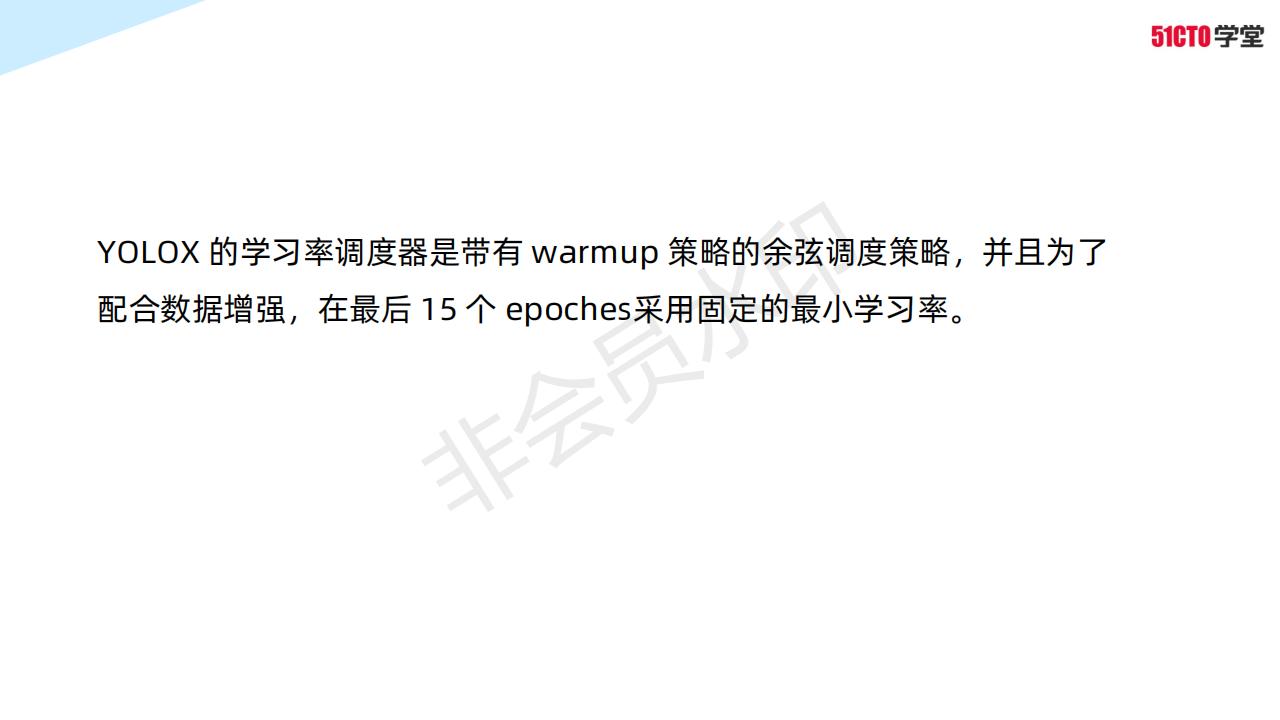 51CTO学堂
YOLOX 的学习率调度器是带有 warmup 策略的余弦调度策略，并且为了
配合数据增强，在最后 15 个 epoches采用固定的最小学习率。
非会员水印